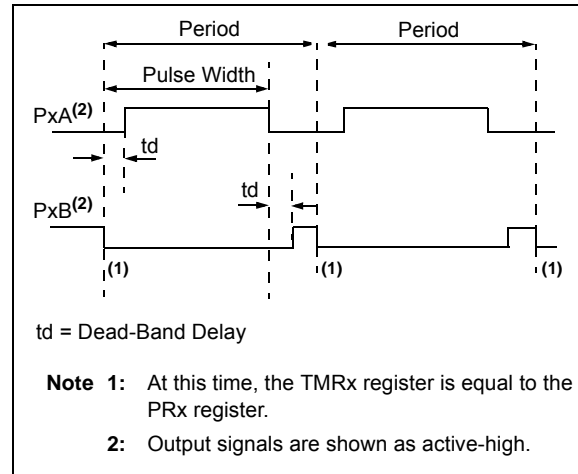 Period Period
Pulse Width
PxA(2)
td
td
PxB(2)
(1) (1) (1)
td = Dead-Band Delay
Note 1: At this time, the TMRx register is equal to the
PRx register.
2: Output signals are shown as active-high.